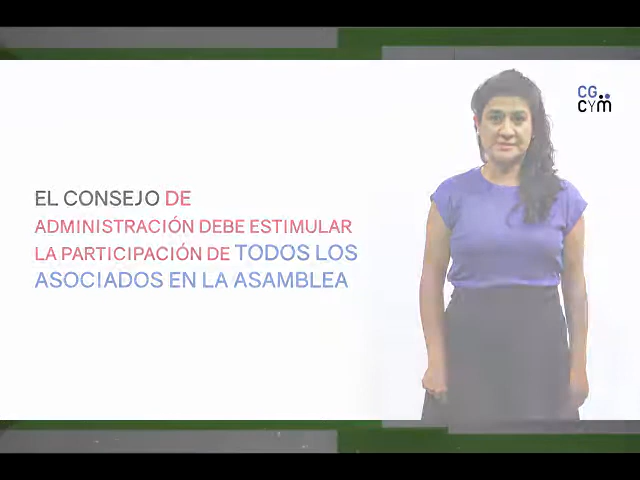 CG
CYM
EL CONSEJO DE
ADMINISTRACIÓN DEBE ESTIMULAR
LA PARTICIPACIÓN DE TODOS LOS
ASOCIADOS EN LA ASAMBLEA